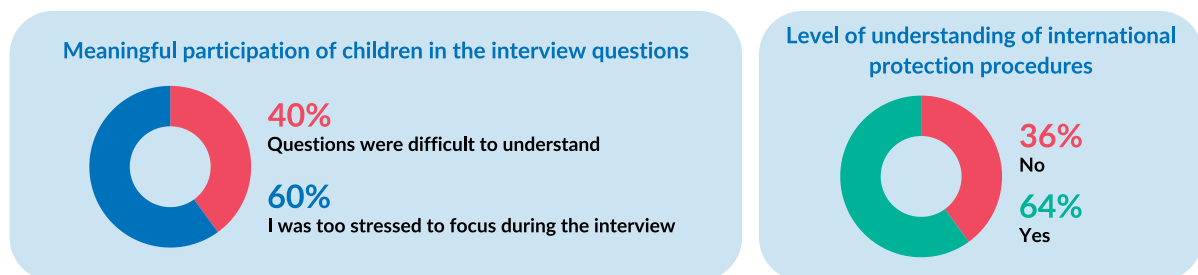 Meaningful participation of children in the interview questions
40%
Questions were difficult to understand
60%
I was too stressed to focus during the interview
Level of understanding of international
protection procedures
36%
No
64%
Yes